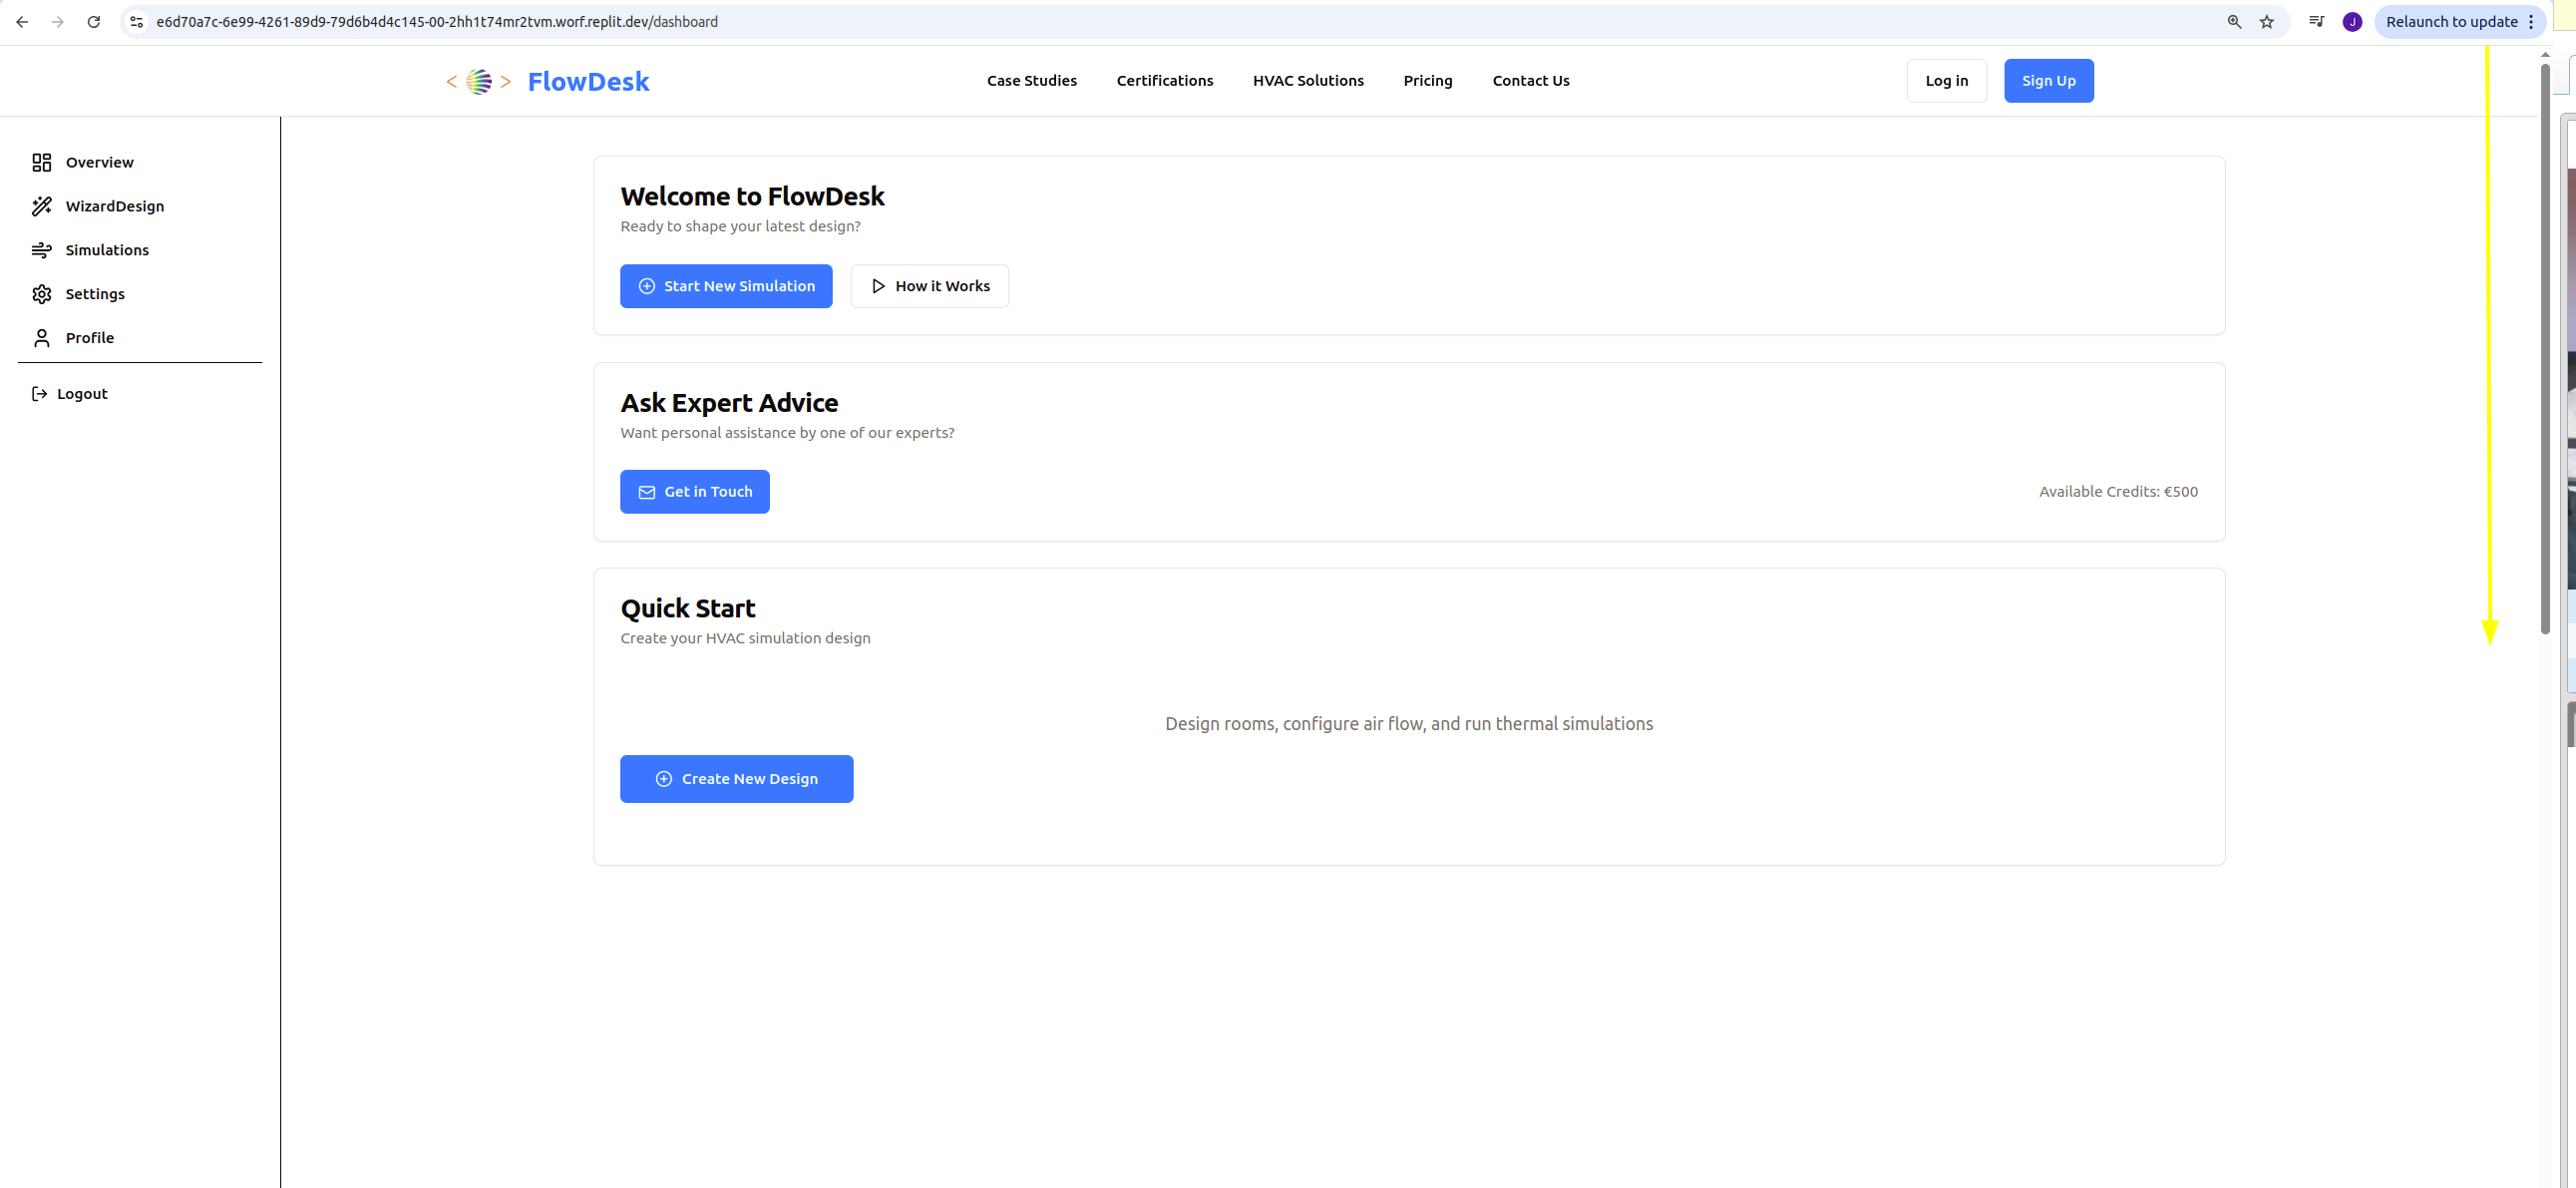 e6d70a7c-6e99-4261-89d9-79d6b4d4c145-00-2hh1t74mr2tvm.worf.replit.dev/dashboard
J
Relaunch to update
< > FlowDesk
Case Studies Certifications HVAC Solutions Pricing Contact Us
Log in Sign Up
Overview
WizardDesign
Simulations
Settings
Profile
Logout
Welcome to FlowDesk
Ready to shape your latest design?
Start New Simulation How it Works
Ask Expert Advice
Want personal assistance by one of our experts?
Get in Touch Available Credits: €500
Quick Start
Create your HVAC simulation design
Design rooms, configure air flow, and run thermal simulations
Create New Design